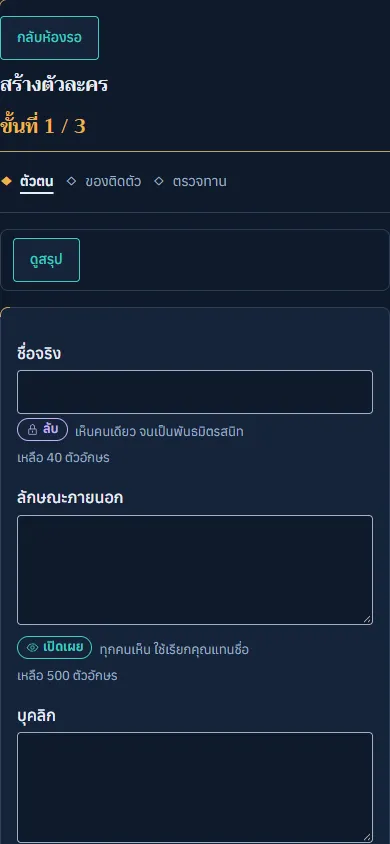 กลับห้องรอ
สร้างตัวละคร
ขั้นที่ 1 / 3
ตัวตน ของติดตัว ตรวจทาน
ดูสรุป
ชื่อจริง
ลับ เห็นคนเดียว จนเป็นพันธมิตรสนิท
เหลือ 40 ตัวอักษร
ลักษณะภายนอก
เปิดเผย ทุกคนเห็น ใช้เรียกคุณแทนชื่อ
เหลือ 500 ตัวอักษร
บุคลิก